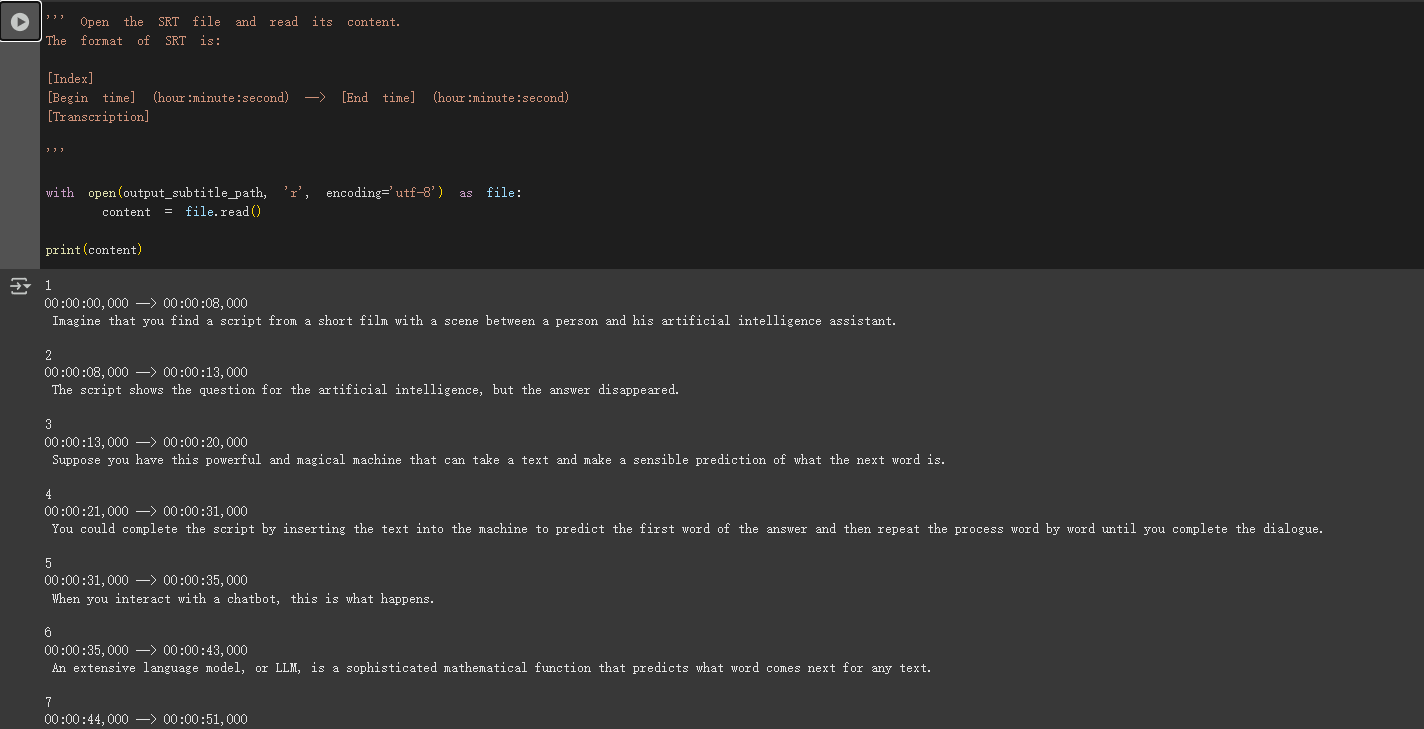 ''' Open the SRT file and read its content.
The format of SRT is:
[Index]
[Begin time] (hour:minute:second) --> [End time] (hour:minute:second)
[Transcription]
'''
with open(output_subtitle_path, 'r', encoding='utf-8') as file:
content = file.read()
print(content)
1
00:00:00,000 --> 00:00:08,000
Imagine that you find a script from a short film with a scene between a person and his artificial intelligence assistant.
2
00:00:08,000 --> 00:00:13,000
The script shows the question for the artificial intelligence, but the answer disappeared.
3
00:00:13,000 --> 00:00:20,000
Suppose you have this powerful and magical machine that can take a text and make a sensible prediction of what the next word is.
4
00:00:21,000 --> 00:00:31,000
You could complete the script by inserting the text into the machine to predict the first word of the answer and then repeat the process word by word until you complete the dialogue.
5
00:00:31,000 --> 00:00:35,000
When you interact with a chatbot, this is what happens.
6
00:00:35,000 --> 00:00:43,000
An extensive language model, or LLM, is a sophisticated mathematical function that predicts what word comes next for any text.
7
00:00:44,000 --> 00:00:51,000